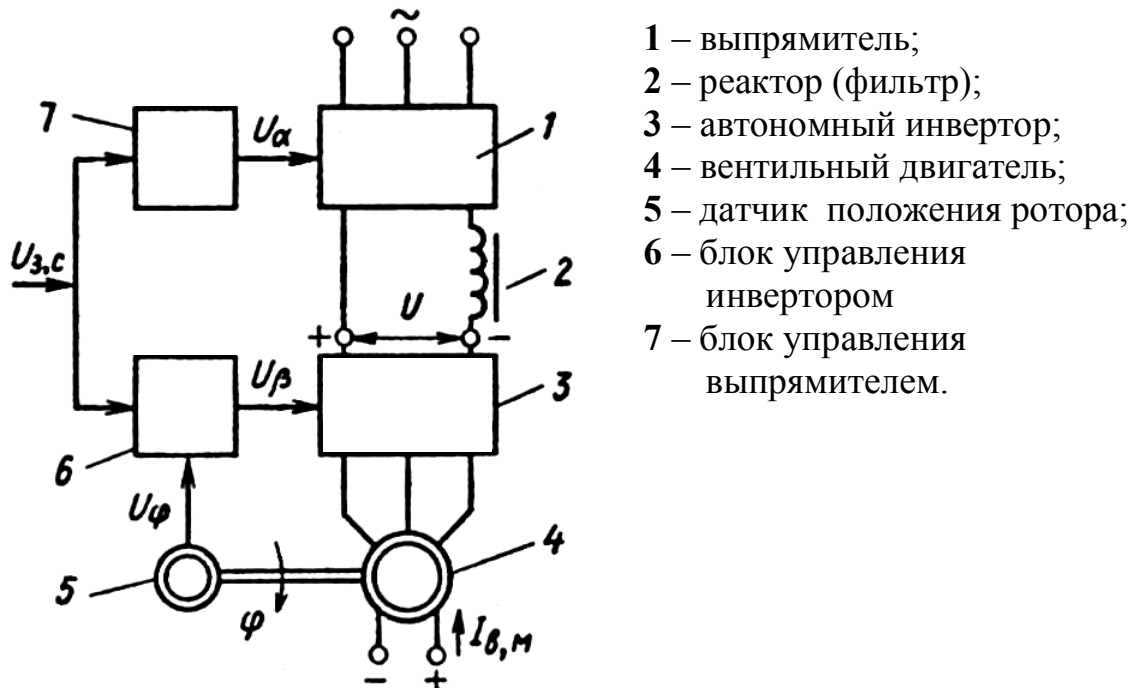 ~
7
Uα
1
Uз,с
2
+
U
-
Uβ
3
6
Uφ
4
5
φ
Iв,м
-
+
1 – выпрямитель;
2 – реактор (фильтр);
3 – автономный инвертор;
4 – вентильный двигатель;
5 – датчик положения ротора;
6 – блок управления
инвертором
7 – блок управления
выпрямителем.